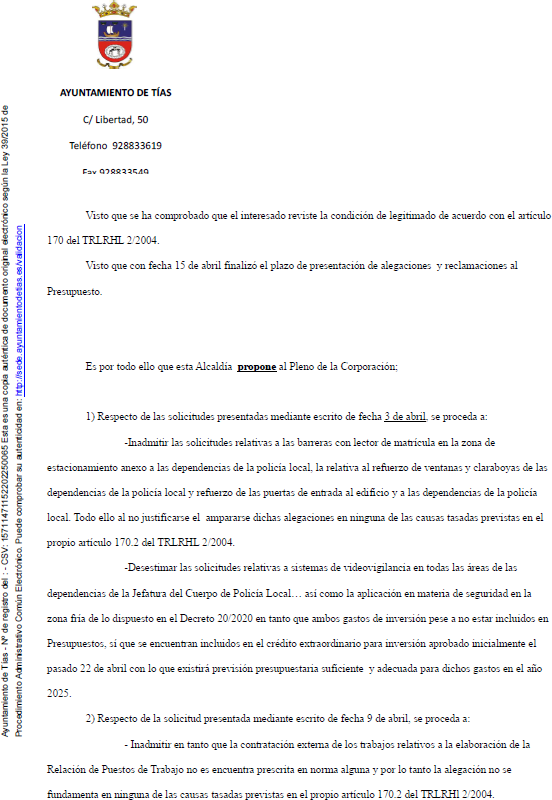 AYUNTAMIENTO DE TÍAS
C/ Libertad, 50
Teléfono 928833619
Fax 928833549
Visto que se ha comprobado que el interesado reviste la condición de legitimado de acuerdo con el artículo
170 del TRLRHL 2/2004.
Visto que con fecha 15 de abril finalizó el plazo de presentación de alegaciones y reclamaciones al
Presupuesto.
Es por todo ello que esta Alcaldía propone al Pleno de la Corporación;
1) Respecto de las solicitudes presentadas mediante escrito de fecha 3 de abril, se proceda a:
-Inadmitir las solicitudes relativas a las barreras con lector de matrícula en la zona de
estacionamiento anexo a las dependencias de la policía local, la relativa al refuerzo de ventanas y claraboyas de las
dependencias de la policía local y refuerzo de las puertas de entrada al edificio y a las dependencias de la policía
local. Todo ello al no justificarse el ampararse dichas alegaciones en ninguna de las causas tasadas previstas en el
propio artículo 170.2 del TRLRHL 2/2004.
-Desestimar las solicitudes relativas a sistemas de videovigilancia en todas las áreas de las
dependencias de la Jefatura del Cuerpo de Policía Local… así como la aplicación en materia de seguridad en la
zona fría de lo dispuesto en el Decreto 20/2020 en tanto que ambos gastos de inversión pese a no estar incluidos en
Presupuestos, sí que se encuentran incluidos en el crédito extraordinario para inversión aprobado inicialmente el
pasado 22 de abril con lo que existirá previsión presupuestaria suficiente y adecuada para dichos gastos en el año
2025.
2) Respecto de la solicitud presentada mediante escrito de fecha 9 de abril, se proceda a:
- Inadmitir en tanto que la contratación externa de los trabajos relativos a la elaboración de la
Relación de Puestos de Trabajo no es encuentra prescrita en norma alguna y por lo tanto la alegación no se
fundamenta en ninguna de las causas tasadas previstas en el propio artículo 170.2 del TRLRHl 2/2004.
Ayuntamiento de Tías - Nº de registro del : - CSV: 15711471152202250065 Esta es una copia auténtica de documento original electrónico según la Ley 39/2015 de
Procedimiento Administrativo Común Electrónico. Puede comprobar su autenticidad en: http://sede.ayuntamientodetias.es/validacion